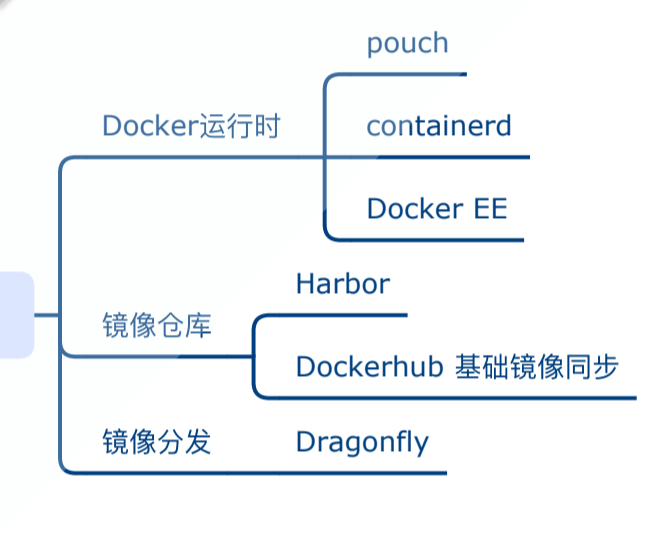 pouch
Docker运行时
containerd
Docker EE
Harbor
镜像仓库
Dockerhub 基础镜像同步
镜像分发
Dragonfly